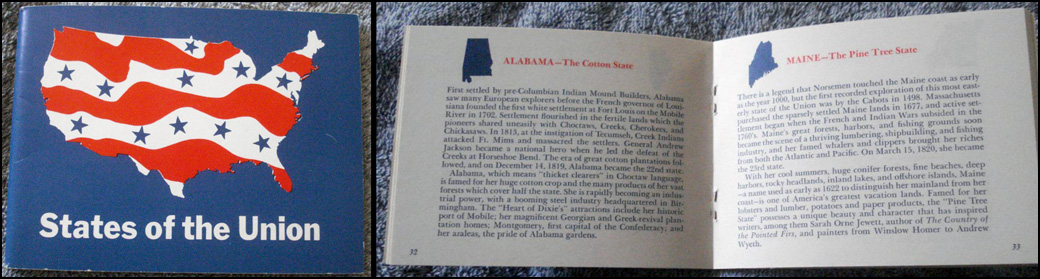 States of the Union
ALABAMA—The Cotton State
First settled by pre-Columbian Indian Mound Builders, Alabama
saw many European explorers before the French governor of Loui-
siana founded the first white settlement at Fort Louis on the Mobile
River in 1702. Settlement flourished in the fertile lands which the
pioneers shared uneasily with Choctaws, Creeks, Cherokees, and
Chickasaws. In 1813, at the instigation of Tecumseh, Creek Indians
attacked Ft. Mims and massacred the settlers. General Andrew
Jackson became a national hero when he led the defeat of the
Creeks at Horseshoe Bend. The era of great cotton plantations fol-
lowed, and on December 14, 1819, Alabama became the 22nd state.
Alabama, which means "thicket clearers" in Choctaw language,
is famed for her huge cotton crop and the many products of her vast
forests which cover half the state. She is rapidly becoming an indus-
trial power, with a booming steel industry headquartered in Bir-
mingham. The "Heart of Dixie's" attractions include her historic
port of Mobile; her magnificent Georgian and Greek-revival plan-
tation homes; Montgomery, first capital of the Confederacy; and
her azaleas, the pride of Alabama gardens.
32
MAINE—The Pine Tree State
There is a legend that Norsemen touched the Maine coast as early
as the year 1000, but the first recorded exploration of this most east-
erly state of the Union was by the Cabots in 1498. Massachusetts
purchased the sparsely settled Maine lands in 1677, and active set-
tlement began when the French and Indian Wars subsided in the
1760's. Maine's great forests, harbors, and fishing grounds soon
became the scene of a thriving lumbering, shipbuilding, and fishing
industry, and her famed whalers and clippers brought her riches
from both the Atlantic and Pacific. On March 15, 1820, she became
the 23rd state.
With her cool summers, huge conifer forests, fine beaches, deep
harbors, rocky headlands, inland lakes, and offshore islands, Maine
—a name used as early as 1622 to distinguish her mainland from her
coast—is one of America's greatest vacation lands. Famed for her
lobsters and lumber, potatoes and paper products, the "Pine Tree
State" possesses a unique beauty and character that has inspired
writers, among them Sarah Orne Jewett, author of The Country of
the Pointed Firs, and painters from Winslow Homer to Andrew
Wyeth.
33